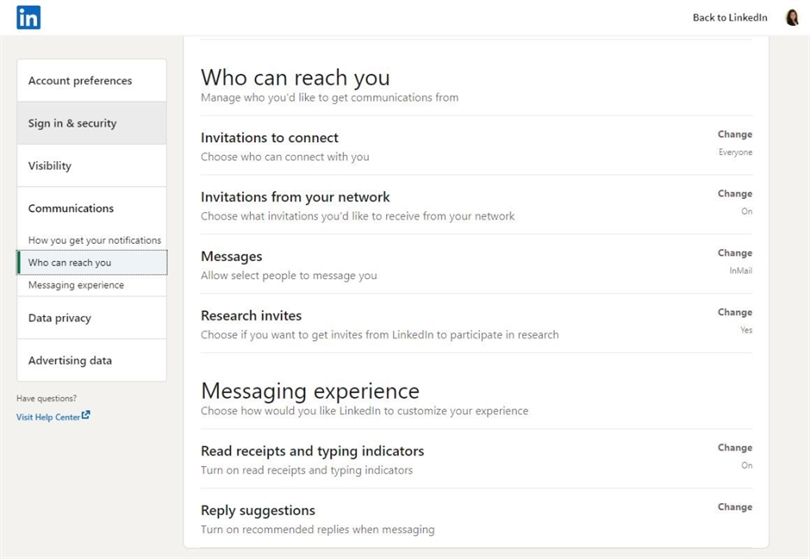 in
Back to LinkedIn
Account preferences
Sign in & security
Visibility
Communications
How you get your notifications
Who can reach you
Messaging experience
Data privacy
Advertising data
Have questions?
Visit Help Center
Who can reach you
Manage who you'd like to get communications from
Invitations to connect
Change
Choose who can connect with you
Everyone
Invitations from your network
Change
Choose what invitations you'd like to receive from your network
On
Messages
Change
Allow select people to message you
InMail
Research invites
Change
Choose if you want to get invites from LinkedIn to participate in research
Yes
Messaging experience
Choose how would you like LinkedIn to customize your experience
Read receipts and typing indicators
Change
Turn on read receipts and typing indicators
On
Reply suggestions
Change
Turn on recommended replies when messaging